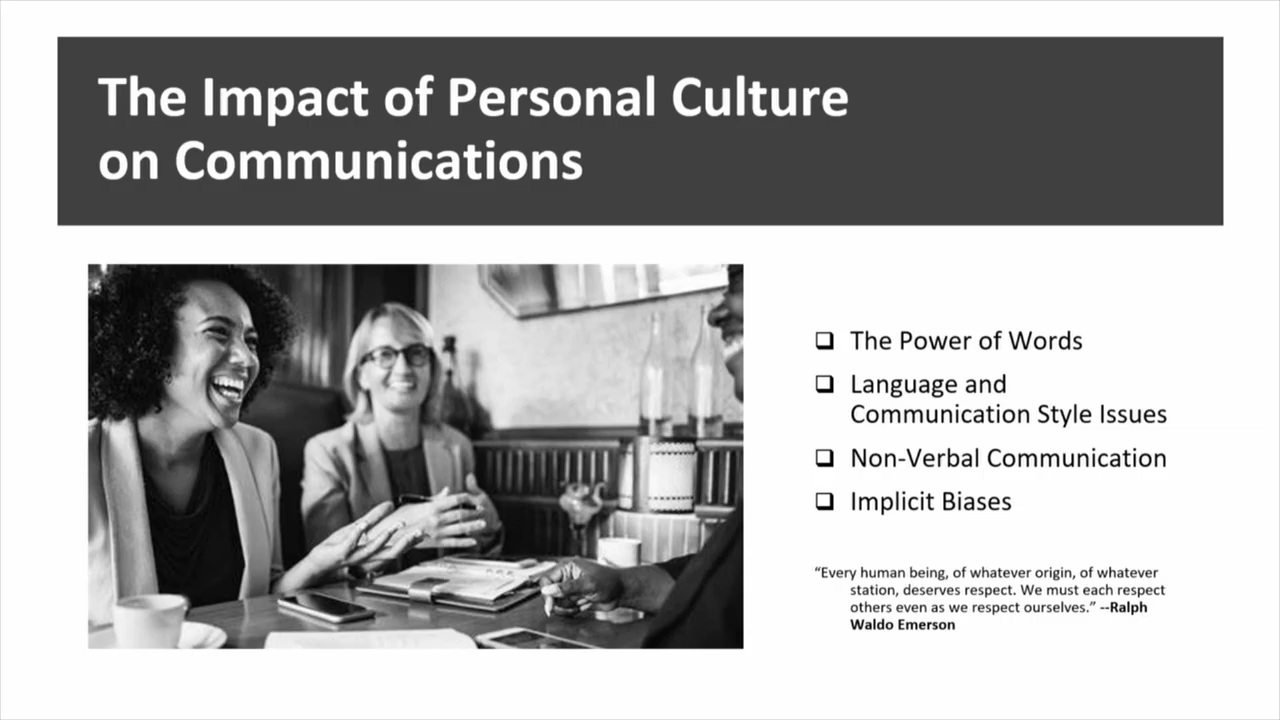 The Impact of Personal Culture
on Communications
❑ The Power of Words
❑ Language and
Communication Style Issues
❑ Non-Verbal Communication
❑ Implicit Biases
“Every human being, of whatever origin, of whatever
station, deserves respect. We must each respect
others even as we respect ourselves.” --Ralph
Waldo Emerson